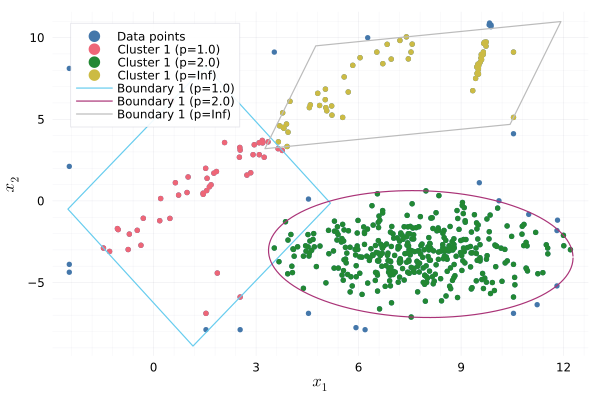 Data points
Cluster 1 (p=1.0)
Cluster 1 (p=2.0)
Cluster 1 (p=Inf)
Boundary 1 (p=1.0)
Boundary 1 (p=2.0)
Boundary 1 (p=Inf)
10
5
0
−5
x₂
0 3 6 9 12
x₁